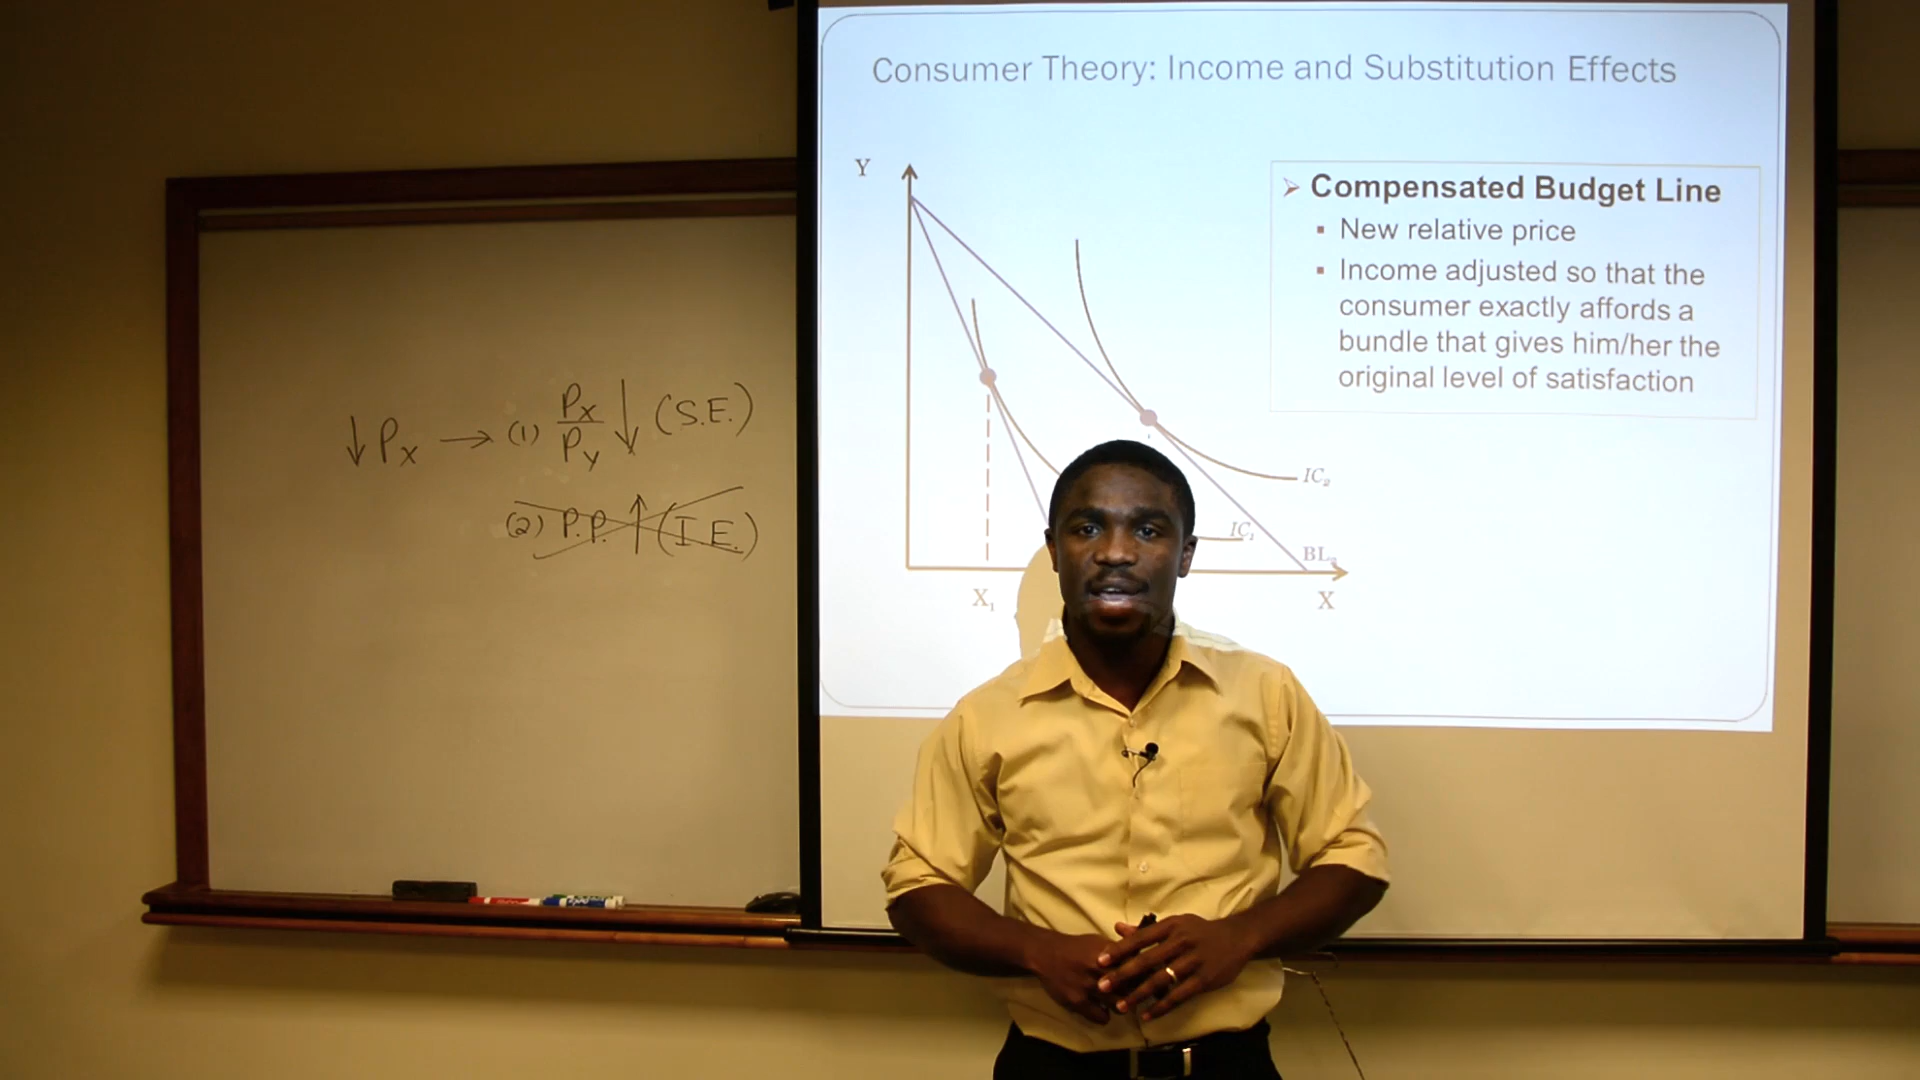 ↓ Px → (1) Px/Py ↓ (S.E.)
(2) P.P. ↑ (I.E.)
Consumer Theory: Income and Substitution Effects
Y
➢ Compensated Budget Line
▪ New relative price
▪ Income adjusted so that the
consumer exactly affords a
bundle that gives him/her the
original level of satisfaction
IC₂
IC₁
BL₂
X₁
X